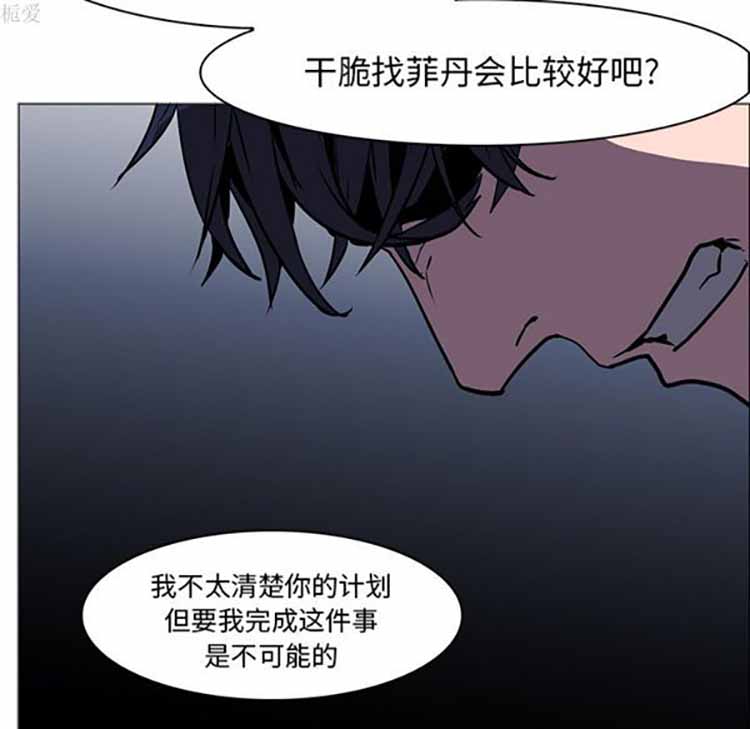 栀爱
干脆找菲丹会比较好吧?
我不太清楚你的计划
但要我完成这件事
是不可能的